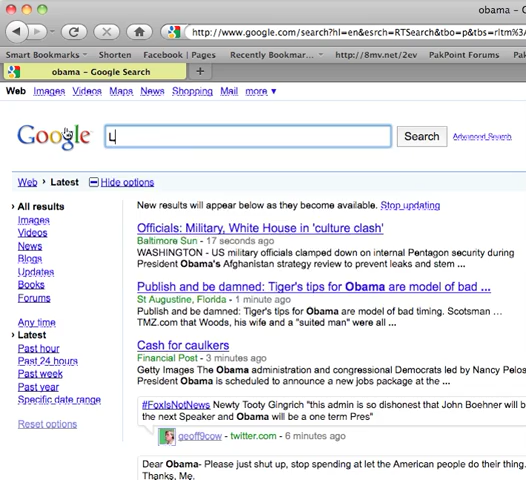 obama —
http://www.google.com/search?hl=en&esrch=RTSearch&tbo=p&tbs=rltm%3A
Smart Bookmarks Shorten Facebook | Pages Recently Bookmar... http://8mv.net/2ev PakPoint Forums Pak
obama - Google Search +
Web Images Videos Maps News Shopping Mail more
Google Search Advanced Search
Web › Latest Hide options
All results
Images
Videos
News
Blogs
Updates
Books
Forums
Any time
Latest
Past hour
Past 24 hours
Past week
Past year
Specific date range
Reset options
New results will appear below as they become available. Stop updating
Officials: Military, White House in 'culture clash'
Baltimore Sun - 17 seconds ago
WASHINGTON - US military officials clamped down on internal Pentagon security during
President Obama's Afghanistan strategy review to prevent leaks and stem ...
Publish and be damned: Tiger's tips for Obama are model of bad ...
St Augustine, Florida - 1 minute ago
Publish and be damned: Tiger's tips for Obama are model of bad timing. Scotsman ...
TMZ.com that Woods, his wife and a "suited man" were all ...
Cash for caulkers
Financial Post - 3 minutes ago
Getty Images The Obama administration and congressional Democrats led by Nancy Pelos
President Obama is scheduled to announce a new jobs package at the ...
#FoxIsNotNews Newty Tooty Gingrich "this admin is so dishonest that John Boehner will b
the next Speaker and Obama will be a one term Pres"
geoff9cow - twitter.com - 6 minutes ago
Dear Obama- Please just shut up, stop spending at let the American people do their thing.
Thanks, Me.